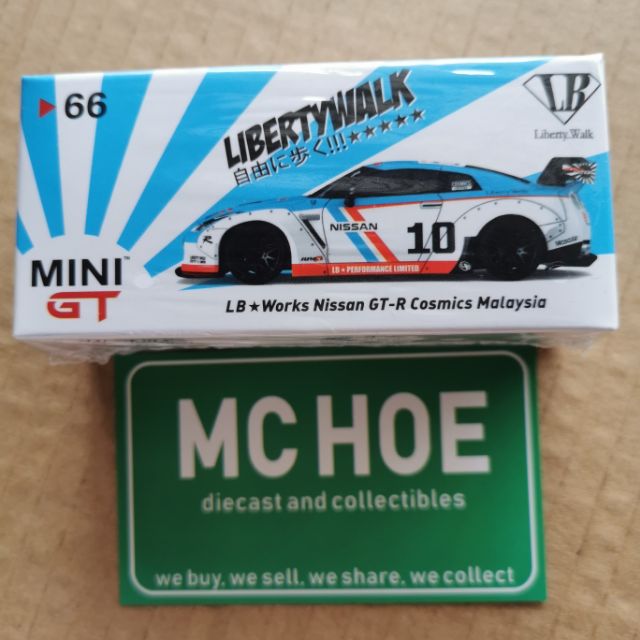 66
LIBERTYWALK
自由に歩く!!!★★★★★
LB
Liberty.Walk
NISSAN
10
LB★PERFORMANCE LIMITED
MINI
GT
LB★Works Nissan GT-R Cosmics Malaysia
MC HOE
diecast and collectibles
we buy. we sell. we share. we collect